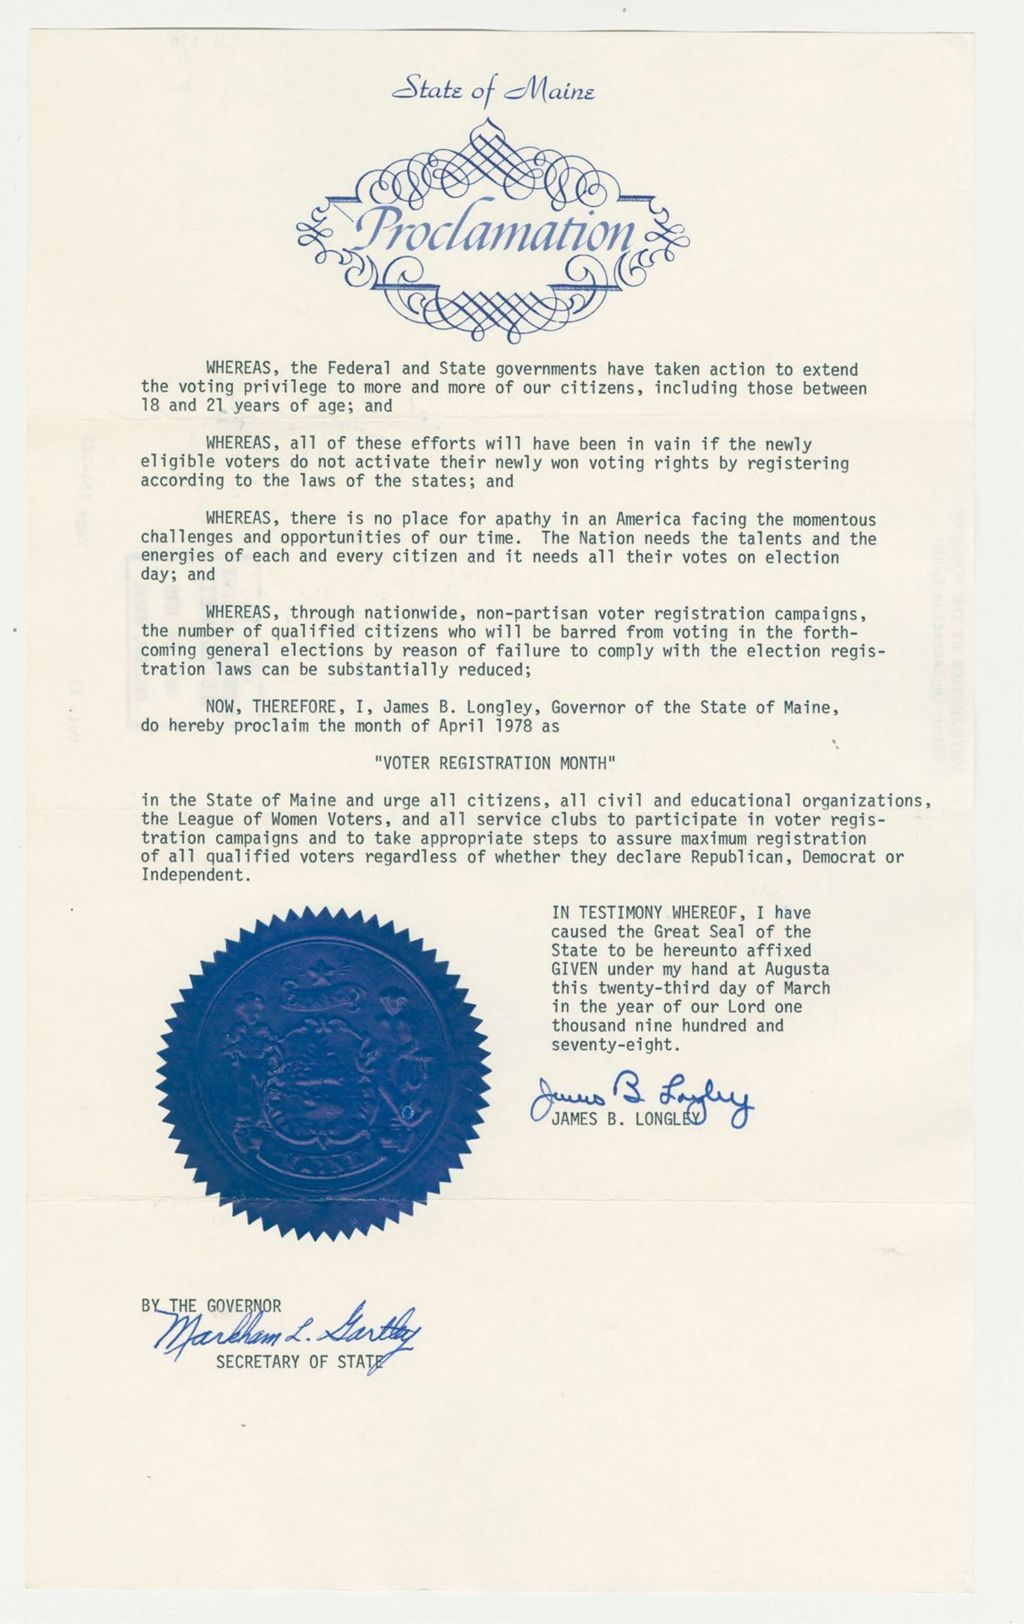 State of Maine
Proclamation
WHEREAS, the Federal and State governments have taken action to extend
the voting privilege to more and more of our citizens, including those between
18 and 21 years of age; and
WHEREAS, all of these efforts will have been in vain if the newly
eligible voters do not activate their newly won voting rights by registering
according to the laws of the states; and
WHEREAS, there is no place for apathy in an America facing the momentous
challenges and opportunities of our time. The Nation needs the talents and the
energies of each and every citizen and it needs all their votes on election
day; and
WHEREAS, through nationwide, non-partisan voter registration campaigns,
the number of qualified citizens who will be barred from voting in the forth-
coming general elections by reason of failure to comply with the election regis-
tration laws can be substantially reduced;
NOW, THEREFORE, I, James B. Longley, Governor of the State of Maine,
do hereby proclaim the month of April 1978 as
"VOTER REGISTRATION MONTH"
in the State of Maine and urge all citizens, all civil and educational organizations,
the League of Women Voters, and all service clubs to participate in voter regis-
tration campaigns and to take appropriate steps to assure maximum registration
of all qualified voters regardless of whether they declare Republican, Democrat or
Independent.
IN TESTIMONY WHEREOF, I have
caused the Great Seal of the
State to be hereunto affixed
GIVEN under my hand at Augusta
this twenty-third day of March
in the year of our Lord one
thousand nine hundred and
seventy-eight.
James B Longley
JAMES B. LONGLEY
MAINE
BY THE GOVERNOR
Markham L. Gartley
SECRETARY OF STATE